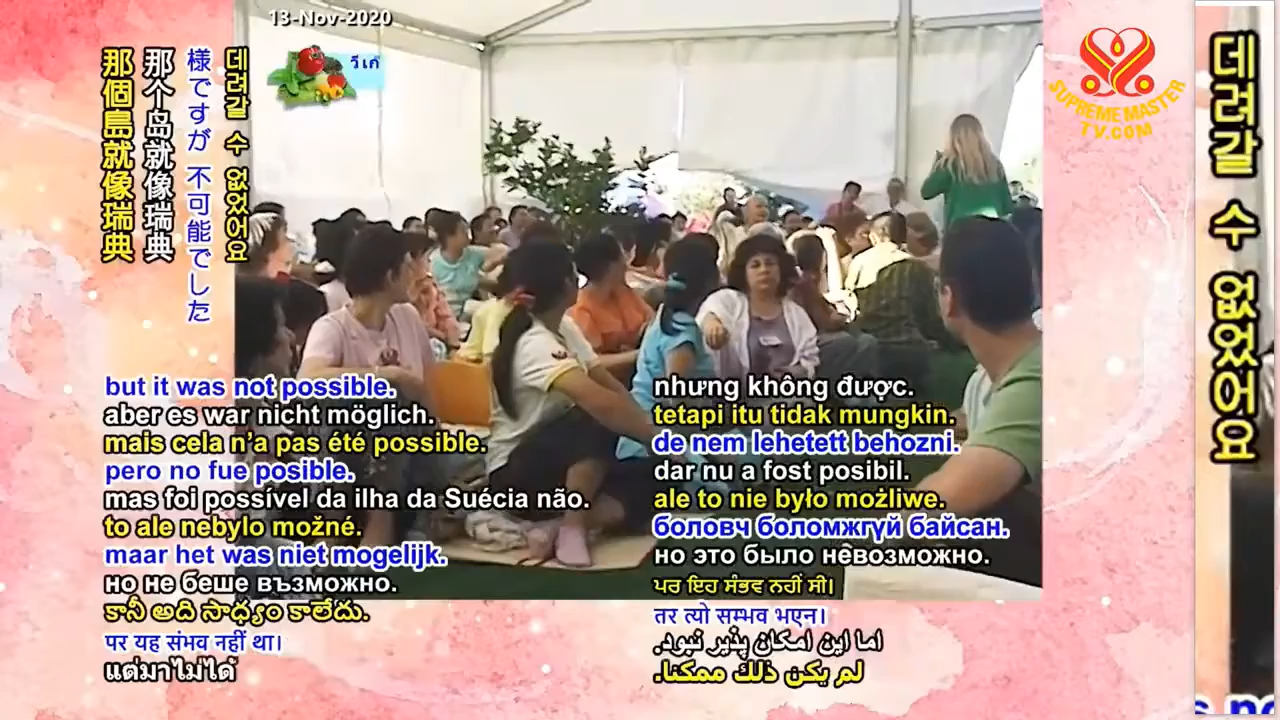 13-Nov-2020
วีเก้
SUPREME MASTER
TV.COM
데려갈 수 없었어요
様ですが 不可能でした
那个岛就像瑞典
那個島就像瑞典
데려갈 수 없었어요
but it was not possible.
aber es war nicht möglich.
mais cela n’a pas été possible.
pero no fue posible.
mas foi possível da ilha da Suécia não.
to ale nebylo možné.
maar het was niet mogelijk.
но не беше възможно.
కానీ అది సాధ్యం కాలేదు.
पर यह संभव नहीं था।
แต่มาไม่ได้
nhưng không được.
tetapi itu tidak mungkin.
de nem lehetett behozni.
dar nu a fost posibil.
ale to nie było możliwe.
боловч боломжгүй байсан.
но это было невозможно.
ਪਰ ਇਹ ਸੰਭਵ ਨਹੀਂ ਸੀ।
तर त्यो सम्भव भएन।
اما این امکان پذیر نبود.
لم يكن ذلك ممكنا.